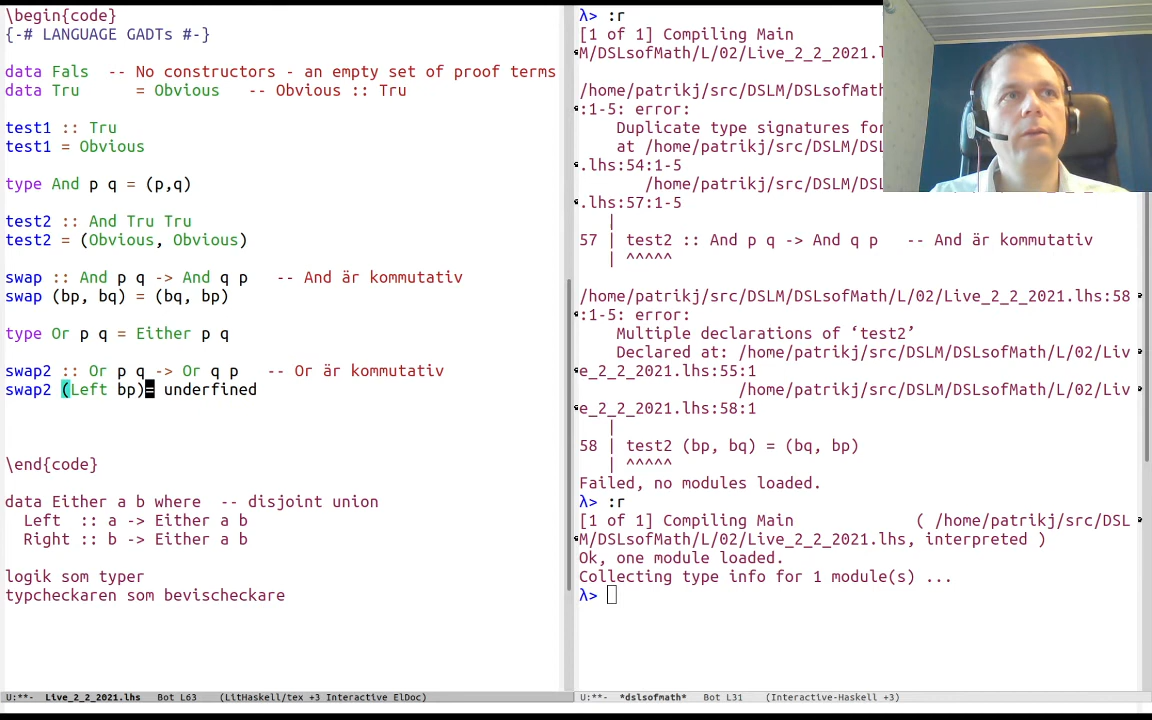 \begin{code}
{-# LANGUAGE GADTs #-}
data Fals  -- No constructors - an empty set of proof terms
data Tru      = Obvious   -- Obvious :: Tru
test1 :: Tru
test1 = Obvious
type And p q = (p,q)
test2 :: And Tru Tru
test2 = (Obvious, Obvious)
swap :: And p q -> And q p   -- And är kommutativ
swap (bp, bq) = (bq, bp)
type Or p q = Either p q
swap2 :: Or p q -> Or q p   -- Or är kommutativ
swap2 (Left bp)= underfined
\end{code}
data Either a b where  -- disjoint union
  Left  :: a -> Either a b
  Right :: b -> Either a b
logik som typer
typcheckaren som bevischeckare
U:**-  Live_2_2_2021.lhs   Bot L63   (LitHaskell/tex +3 Interactive ElDoc)
λ> :r
[1 of 1] Compiling Main
M/DSLsofMath/L/02/Live_2_2_2021.l
/home/patrikj/src/DSLM/DSLsofMath
:1-5: error:
    Duplicate type signatures for
    at /home/patrikj/src/DSLM/DSL
.lhs:54:1-5
       /home/patrikj/src/DSLM/DSL
.lhs:57:1-5
   |
57 | test2 :: And p q -> And q p   -- And är kommutativ
   | ^^^^^
/home/patrikj/src/DSLM/DSLsofMath/L/02/Live_2_2_2021.lhs:58
:1-5: error:
    Multiple declarations of ‘test2’
    Declared at: /home/patrikj/src/DSLM/DSLsofMath/L/02/Liv
e_2_2_2021.lhs:55:1
                 /home/patrikj/src/DSLM/DSLsofMath/L/02/Liv
e_2_2_2021.lhs:58:1
   |
58 | test2 (bp, bq) = (bq, bp)
   | ^^^^^
Failed, no modules loaded.
λ> :r
[1 of 1] Compiling Main             ( /home/patrikj/src/DSL
M/DSLsofMath/L/02/Live_2_2_2021.lhs, interpreted )
Ok, one module loaded.
Collecting type info for 1 module(s) ...
λ>
U:**-  *dslsofmath*   Bot L31   (Interactive-Haskell +3)